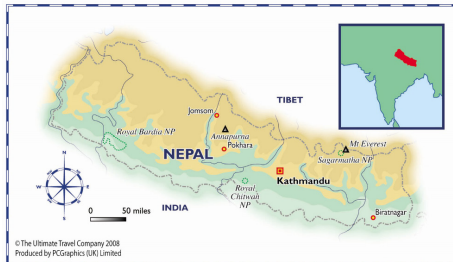 TIBET
Jomsom
Annapurna
Pokhara
Royal Bardia NP
NEPAL
Mt Everest
Sagarmatha NP
Kathmandu
Royal
Chitwan NP
Biratnagar
INDIA
N
W
E
S
0
50 miles
© The Ultimate Travel Company 2008
Produced by PCGraphics (UK) Limited